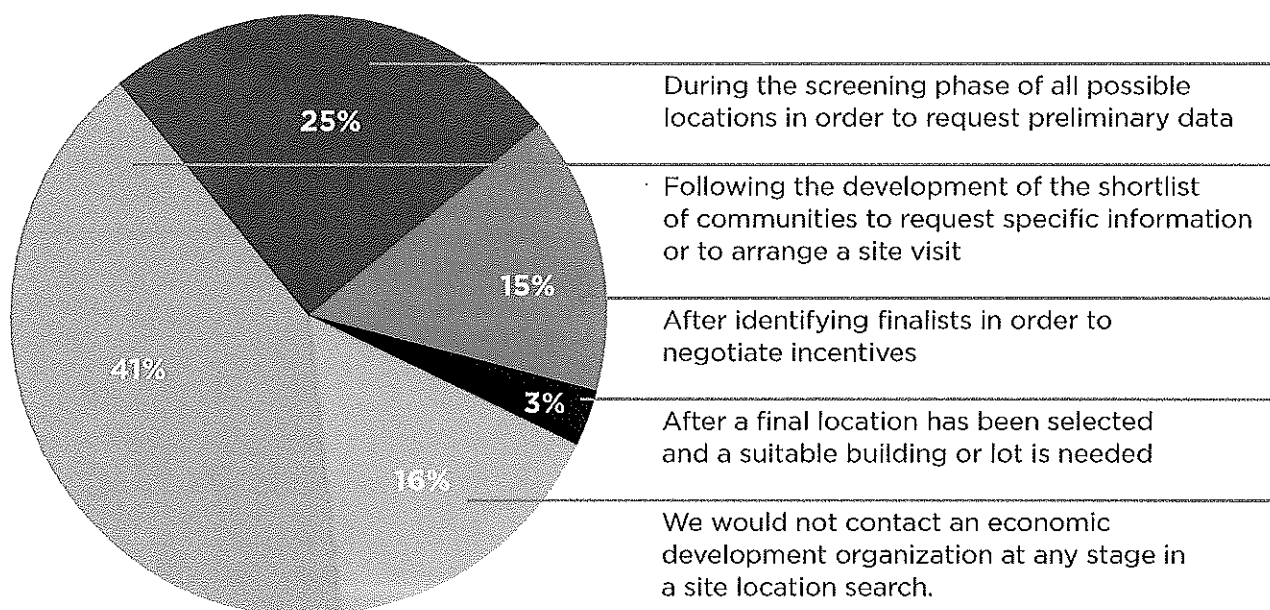 25%
15%
3%
16%
41%
During the screening phase of all possible
locations in order to request preliminary data
Following the development of the shortlist
of communities to request specific information
or to arrange a site visit
After identifying finalists in order to
negotiate incentives
After a final location has been selected
and a suitable building or lot is needed
We would not contact an economic
development organization at any stage in
a site location search.